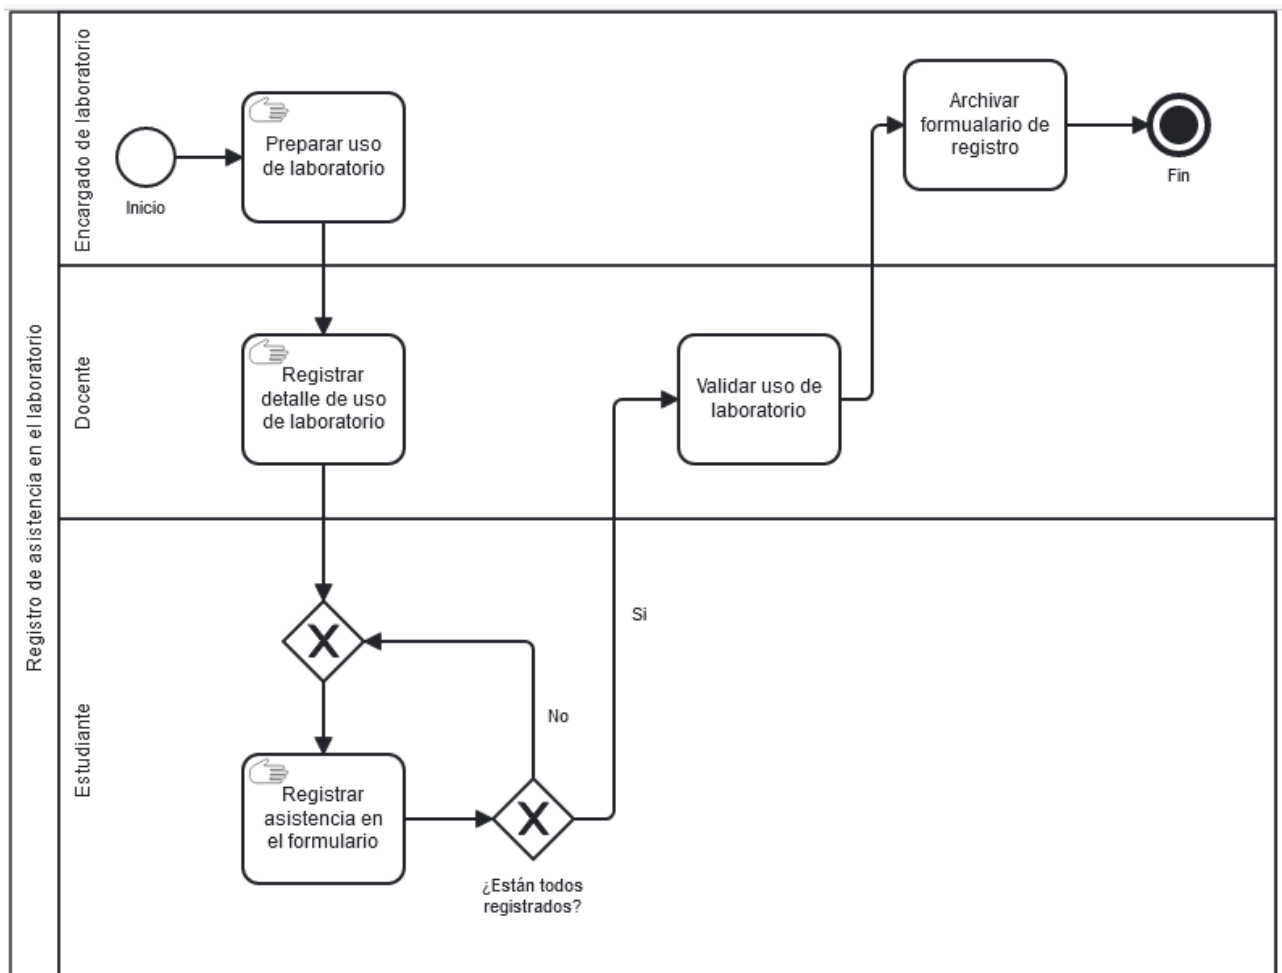 Registro de asistencia en el laboratorio
Encargado de laboratorio
Inicio
Preparar uso
de laboratorio
Archivar
formualario de
registro
Fin
Docente
Registrar
detalle de uso
de laboratorio
Validar uso de
laboratorio
Estudiante
X
Si
No
Registrar
asistencia en
el formulario
X
¿Están todos
registrados?